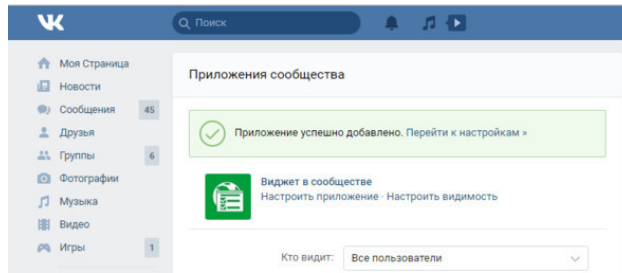 Поиск
Моя Страница
Новости
Сообщения 45
Друзья
Группы 6
Фотографии
Музыка
Видео
Игры 1
Приложения сообщества
Приложение успешно добавлено. Перейти к настройкам »
Виджет в сообществе
Настроить приложение · Настроить видимость
Кто видит: Все пользователи